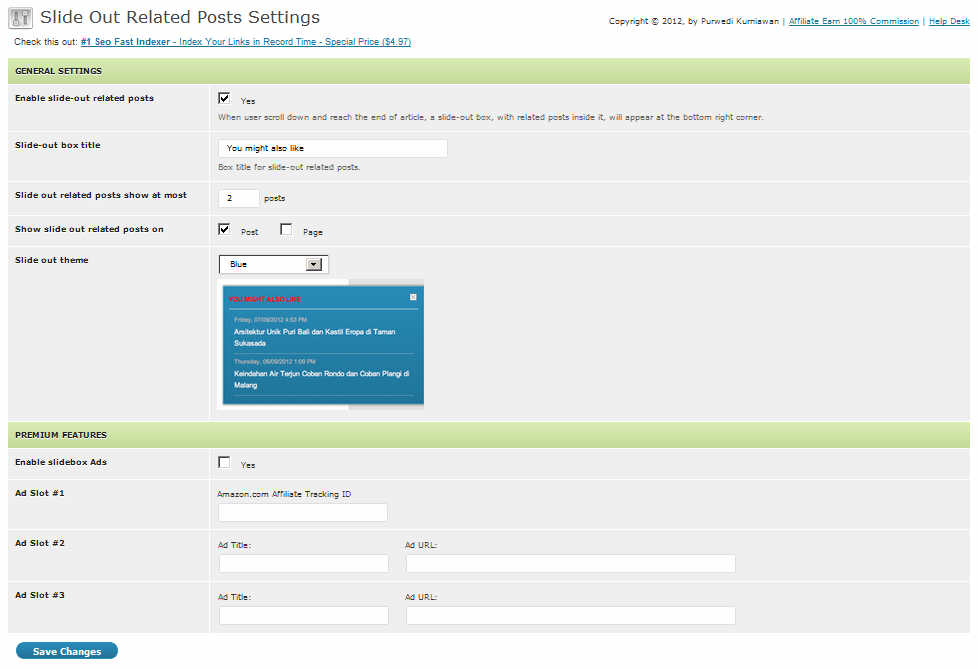 Slide Out Related Posts Settings
Copyright © 2012, by Purwedi Kurniawan | Affiliate Earn 100% Commission | Help Desk
Check this out: #1 Seo Fast Indexer - Index Your Links in Record Time - Special Price ($4.97)
GENERAL SETTINGS
Enable slide-out related posts
Yes
When user scroll down and reach the end of article, a slide-out box, with related posts inside it, will appear at the bottom right corner.
Slide-out box title
You might also like
Box title for slide-out related posts.
Slide out related posts show at most
2 posts
Show slide out related posts on
Post Page
Slide out theme
Blue
YOU MIGHT ALSO LIKE
Friday, 07/09/2012 4:53 PM
Arsitektur Unik Puri Bali dan Kastil Eropa di Taman
Sukasada
Thursday, 06/09/2012 1:09 PM
Keindahan Air Terjun Coban Rondo dan Coban Plangi di
Malang
PREMIUM FEATURES
Enable slidebox Ads
Yes
Ad Slot #1
Amazon.com Affiliate Tracking ID
Ad Slot #2
Ad Title: Ad URL:
Ad Slot #3
Ad Title: Ad URL:
Save Changes